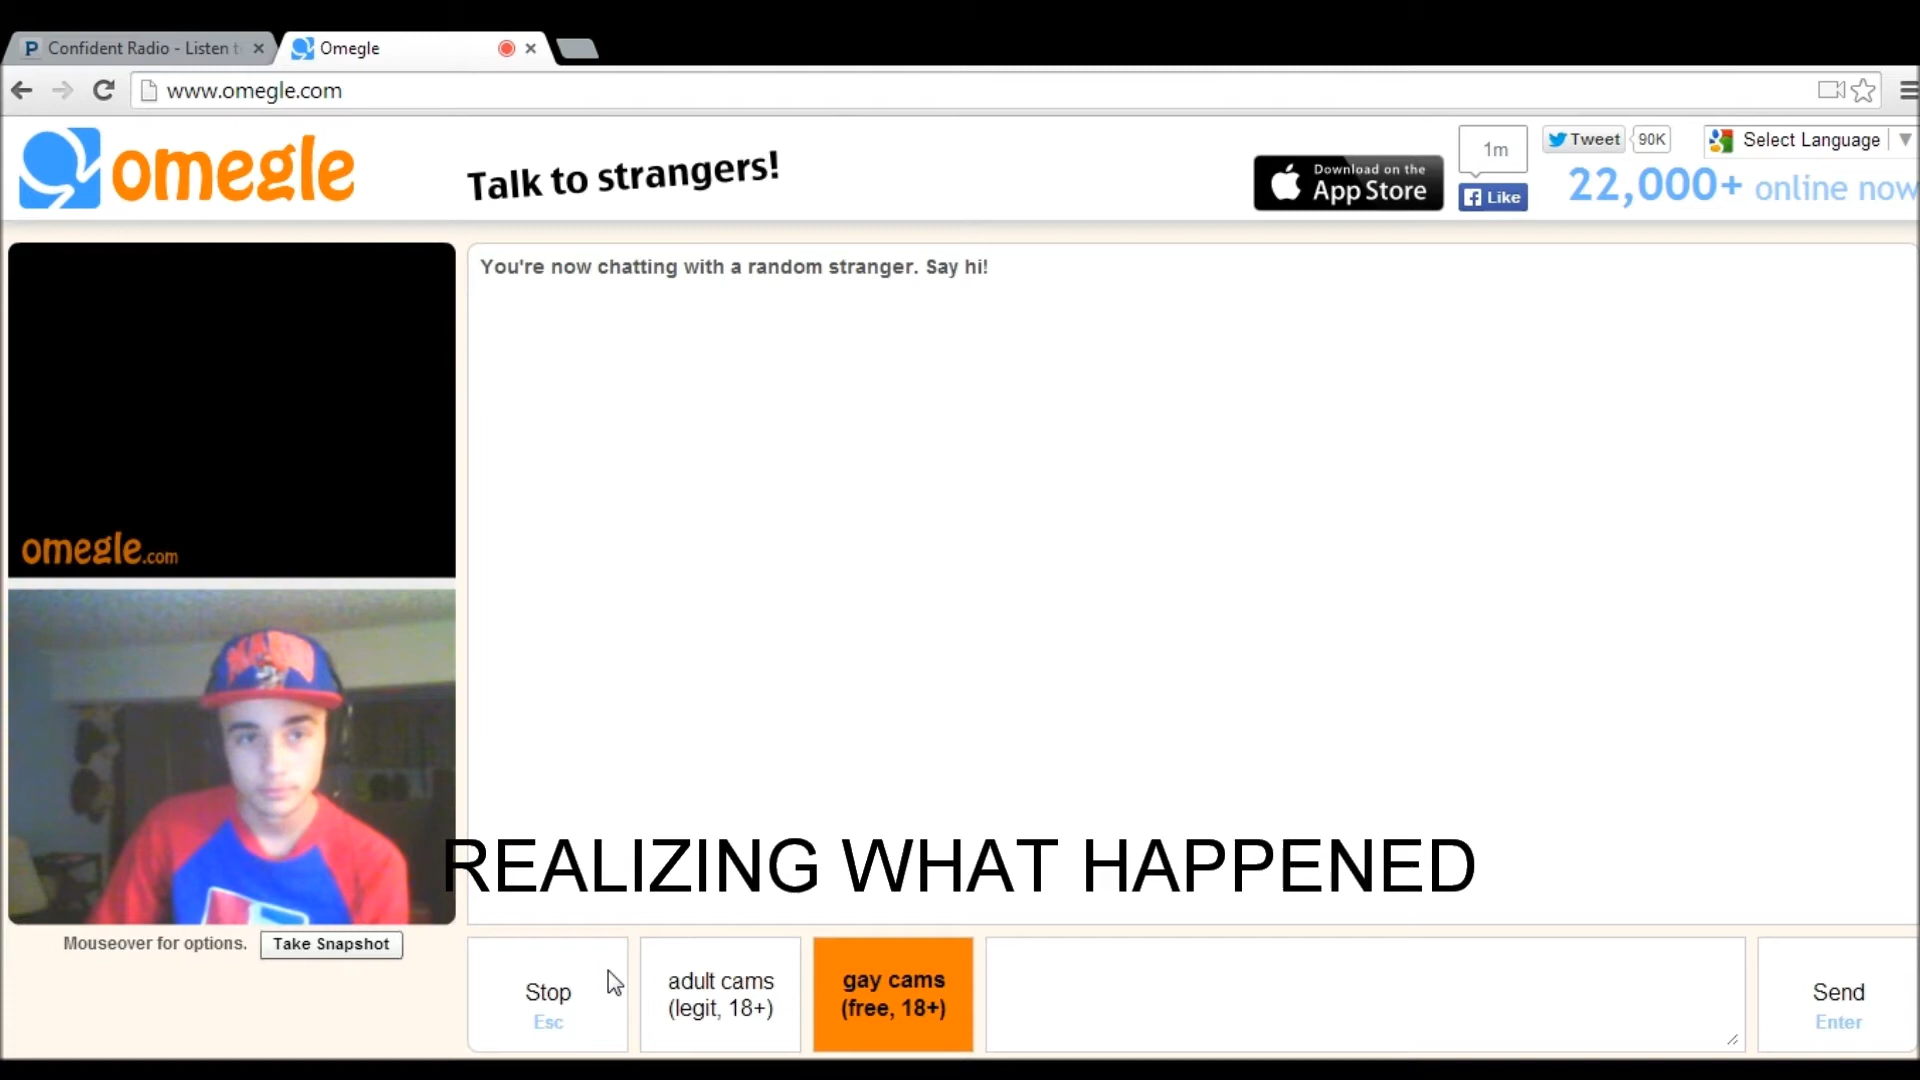 Confident Radio - Listen t
Omegle
www.omegle.com
omegle
Talk to strangers!
Download on the
App Store
1m
Like
Tweet
90K
Select Language
22,000+ online now
You're now chatting with a random stranger. Say hi!
omegle.com
REALIZING WHAT HAPPENED
Mouseover for options.
Take Snapshot
Stop
Esc
adult cams
(legit, 18+)
gay cams
(free, 18+)
Send
Enter